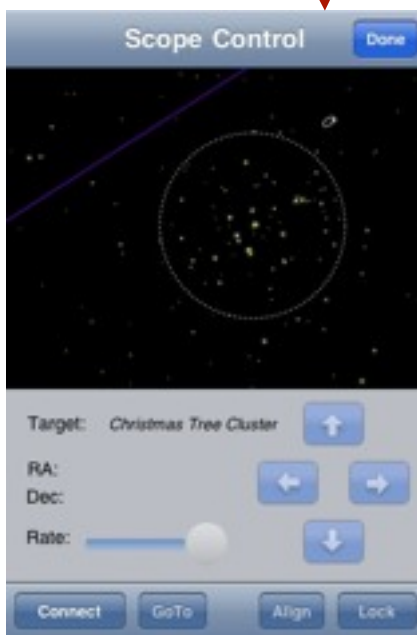 Scope Control Done
Target: Christmas Tree Cluster
RA:
Dec:
Rate:
Connect GoTo Align Lock